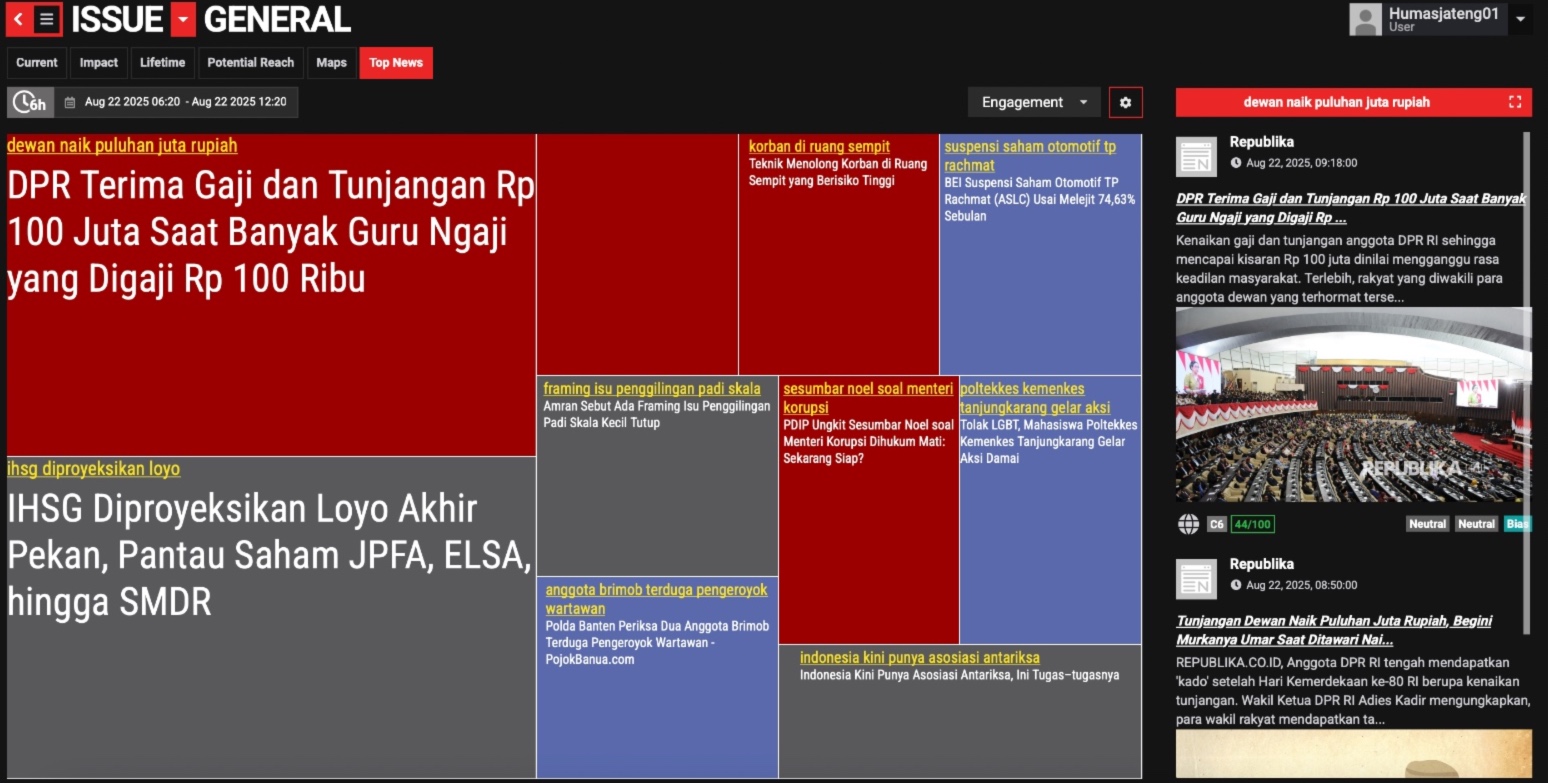 ISSUE GENERAL
Humasjateng01
User
Current Impact Lifetime Potential Reach Maps Top News
6h Aug 22 2025 06:20 - Aug 22 2025 12:20
Engagement
dewan naik puluhan juta rupiah
DPR Terima Gaji dan Tunjangan Rp
100 Juta Saat Banyak Guru Ngaji
yang Digaji Rp 100 Ribu
ihsg diproyeksikan loyo
IHSG Diproyeksikan Loyo Akhir
Pekan, Pantau Saham JPFA, ELSA,
hingga SMDR
korban di ruang sempit
Teknik Menolong Korban di Ruang
Sempit yang Berisiko Tinggi
suspensi saham otomotif tp
rachmat
BEI Suspensi Saham Otomotif TP
Rachmat (ASLC) Usai Melejit 74,63%
Sebulan
framing isu penggilingan padi skala
Amran Sebut Ada Framing Isu Penggilingan
Padi Skala Kecil Tutup
sesumbar noel soal menteri
korupsi
PDIP Ungkit Sesumbar Noel soal
Menteri Korupsi Dihukum Mati:
Sekarang Siap?
poltekkes kemenkes
tanjungkarang gelar aksi
Tolak LGBT, Mahasiswa Poltekkes
Kemenkes Tanjungkarang Gelar
Aksi Damai
anggota brimob terduga pengeroyok
wartawan
Polda Banten Periksa Dua Anggota Brimob
Terduga Pengeroyok Wartawan -
PojokBanua.com
indonesia kini punya asosiasi antariksa
Indonesia Kini Punya Asosiasi Antariksa, Ini Tugas-tugasnya
dewan naik puluhan juta rupiah
Republika
Aug 22, 2025, 09:18:00
DPR Terima Gaji dan Tunjangan Rp 100 Juta Saat Banyak
Guru Ngaji yang Digaji Rp ...
Kenaikan gaji dan tunjangan anggota DPR RI sehingga
mencapai kisaran Rp 100 juta dinilai mengganggu rasa
keadilan masyarakat. Terlebih, rakyat yang diwakili para
anggota dewan yang terhormat terse...
REPUBLIKA
C6 44/100 Neutral Neutral Bias
Republika
Aug 22, 2025, 08:50:00
Tunjangan Dewan Naik Puluhan Juta Rupiah, Begini
Murkanya Umar Saat Ditawari Nai...
REPUBLIKA.CO.ID, Anggota DPR RI tengah mendapatkan
'kado' setelah Hari Kemerdekaan ke-80 RI berupa kenaikan
tunjangan. Wakil Ketua DPR RI Adies Kadir mengungkapkan,
para wakil rakyat mendapatkan ta...